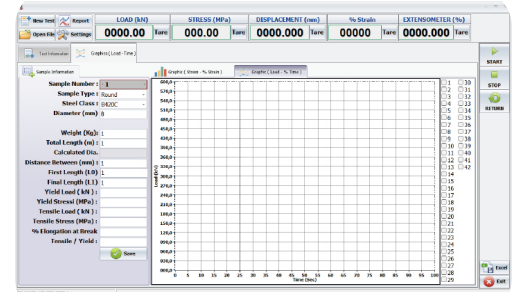 New Test Report LOAD (kN) STRESS (MPa) DISPLACEMENT (mm) % Strain EXTENSOMETER (%)
Open File Settings 0000.00 Tare 000.00 Tare 0000.000 Tare 00000 Tare 0000.000 Tare
Test Information Graphics( Load -Time )
START
STOP
RETURN
Sample Information
Graphic ( Stress - % Strain ) Graphic ( Load - % Time )
Sample Number : 1
Sample Type : Round
Steel Class : B420C
Diameter (mm) 8
Weight (Kg): 1
Total Length (m) : 1
Calculated Dia.
Distance Between (mm) : 1
First Length (L0) 1
Final Length (L1) 1
Yield Load ( kN ) :
Yield Stressi (MPa) :
Tensile Load ( kN ) :
Tensile Stress (MPa) :
% Elongation at Break
Tensile / Yield :
Save
Load (kN)
600,0
570,0
540,0
510,0
480,0
450,0
420,0
390,0
360,0
330,0
300,0
270,0
240,0
210,0
180,0
150,0
120,0
090,0
060,0
030,0
000,0
0 5 10 15 20 25 30 35 40 45 50 55 60 65 70 75 80 85 90 95 100
Time (Sec)
1 30
2 31
3 32
4 33
5 34
6 35
7 36
8 37
9 38
10 39
11 40
12 41
13 42
14
15
16
17
18
19
20
21
22
23
24
25
26
27
28
29
Excel
Exit